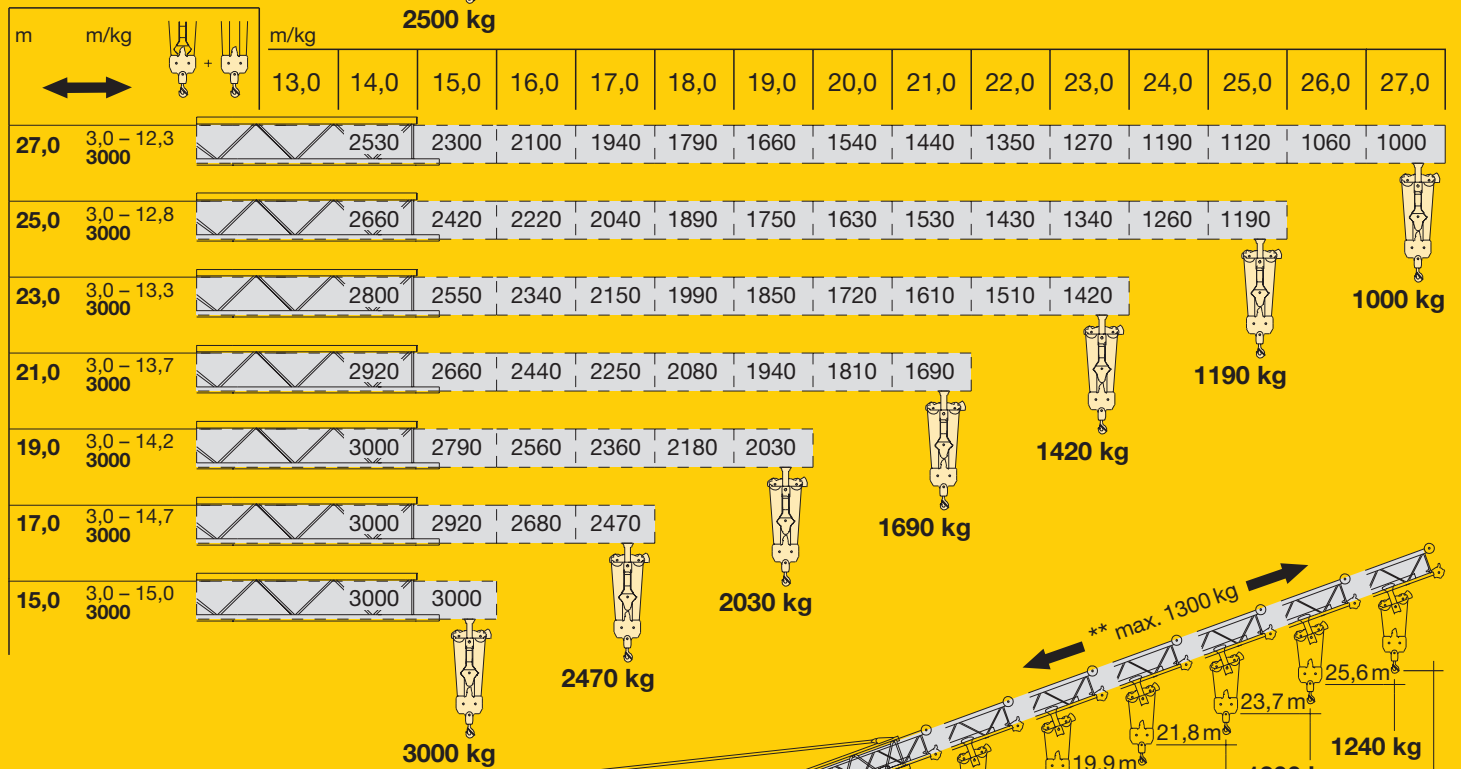 2500 kg
m m/kg + m/kg
13,0 14,0 15,0 16,0 17,0 18,0 19,0 20,0 21,0 22,0 23,0 24,0 25,0 26,0 27,0
27,0 3,0 – 12,3 2530 2300 2100 1940 1790 1660 1540 1440 1350 1270 1190 1120 1060 1000
3000
25,0 3,0 – 12,8 2660 2420 2220 2040 1890 1750 1630 1530 1430 1340 1260 1190
3000
1000 kg
23,0 3,0 – 13,3 2800 2550 2340 2150 1990 1850 1720 1610 1510 1420
3000
1190 kg
21,0 3,0 – 13,7 2920 2660 2440 2250 2080 1940 1810 1690
3000
1420 kg
19,0 3,0 – 14,2 3000 2790 2560 2360 2180 2030
3000
1690 kg
17,0 3,0 – 14,7 3000 2920 2680 2470
3000
2030 kg
15,0 3,0 – 15,0 3000 3000
3000
2470 kg
3000 kg
** max. 1300 kg
25,6 m
23,7 m
21,8 m
19,9 m
1240 kg